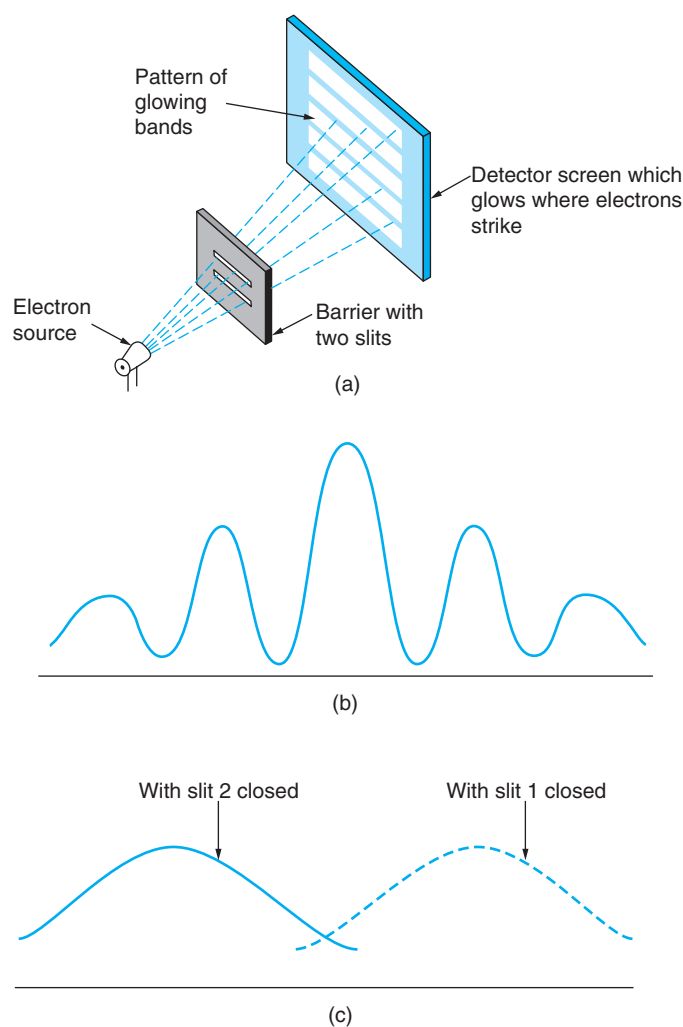 Pattern of
glowing
bands
Detector screen which
glows where electrons
strike
Electron
source
Barrier with
two slits
(a)
(b)
With slit 2 closed
With slit 1 closed
(c)